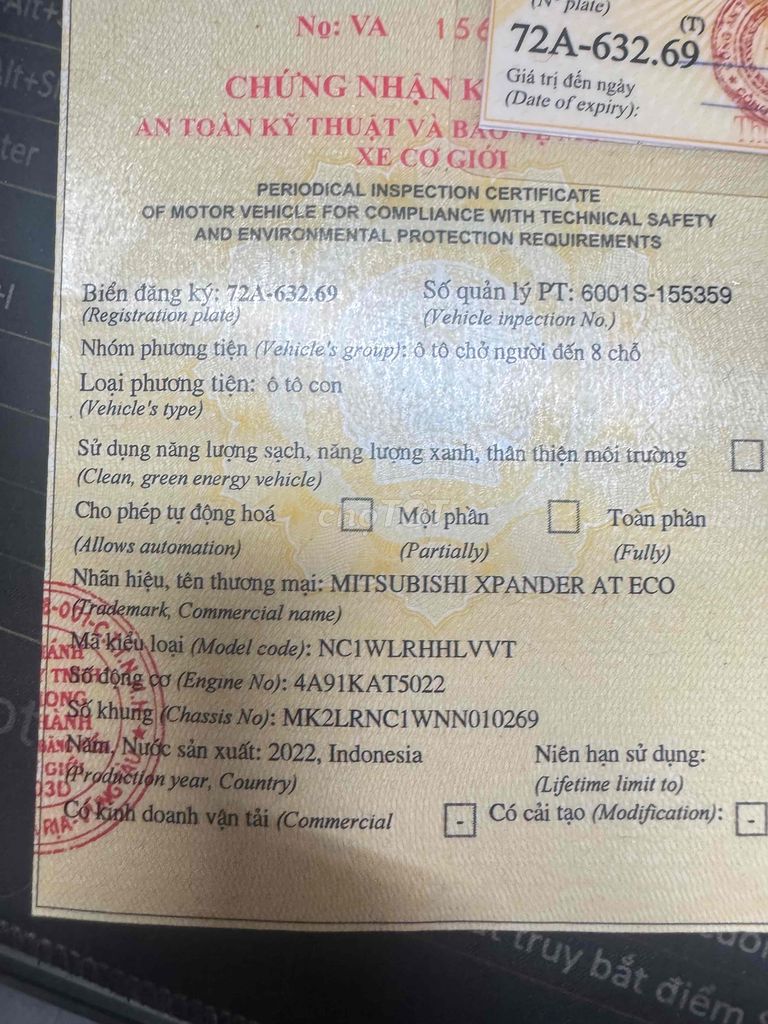 (N° plate)
(T)
72A-632.69
Giá trị đến ngày
(Date of expiry):
Nọ: VA 156
CHỨNG NHẬN K
AN TOÀN KỸ THUẬT VÀ BẢO VỆ
XE CƠ GIỚI
PERIODICAL INSPECTION CERTIFICATE
OF MOTOR VEHICLE FOR COMPLIANCE WITH TECHNICAL SAFETY
AND ENVIRONMENTAL PROTECTION REQUIREMENTS
Biển đăng ký: 72A-632.69 Số quản lý PT: 6001S-155359
(Registration plate) (Vehicle inpection No.)
Nhóm phương tiện (Vehicle's group): ô tô chở người đến 8 chỗ
Loại phương tiện: ô tô con
(Vehicle's type)
Sử dụng năng lượng sạch, năng lượng xanh, thân thiện môi trường
(Clean, green energy vehicle)
Cho phép tự động hoá Một phần Toàn phần
(Allows automation) (Partially) (Fully)
chợTỐT
Nhãn hiệu, tên thương mại: MITSUBISHI XPANDER AT ECO
(Trademark, Commercial name)
Mã kiểu loại (Model code): NC1WLRHHLVVT
Số động cơ (Engine No): 4A91KAT5022
Số khung (Chassis No): MK2LRNC1WNN010269
Năm, Nước sản xuất: 2022, Indonesia Niên hạn sử dụng:
(Production year, Country) (Lifetime limit to)
Có kinh doanh vận tải (Commercial - Có cải tạo (Modification): -
truy bắt điểm